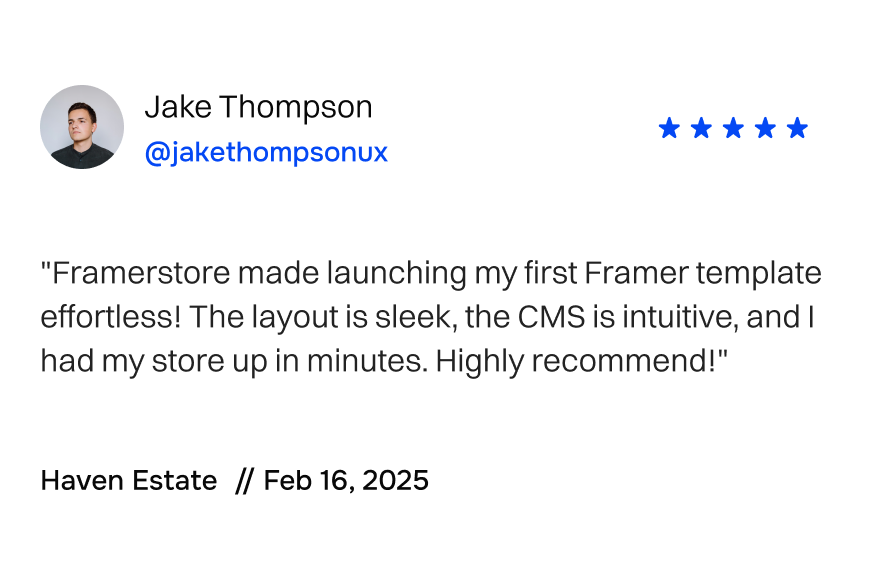 Jake Thompson
@jakethompsonux
"Framerstore made launching my first Framer template
effortless! The layout is sleek, the CMS is intuitive, and I
had my store up in minutes. Highly recommend!"
Haven Estate // Feb 16, 2025